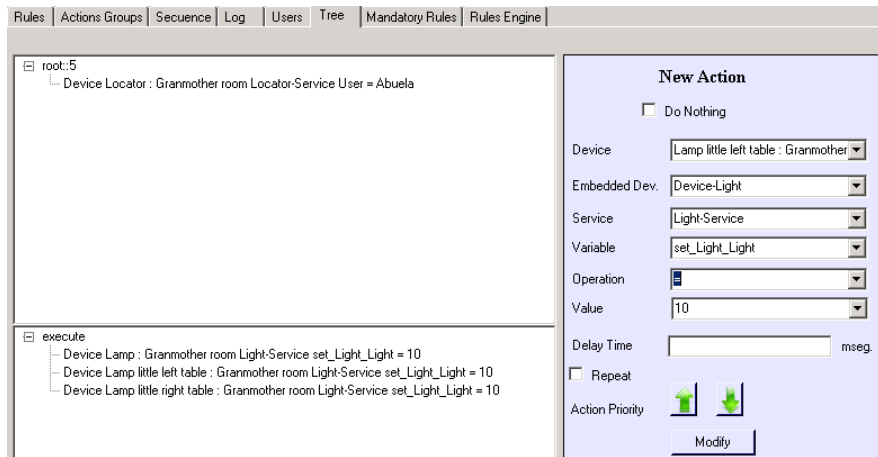 Rules Actions Groups Secuence Log Users Tree Mandatory Rules Rules Engine
root::5
Device Locator : Granmother room Locator-Service User = Abuela
execute
Device Lamp : Granmother room Light-Service set_Light_Light = 10
Device Lamp little left table : Granmother room Light-Service set_Light_Light = 10
Device Lamp little right table : Granmother room Light-Service set_Light_Light = 10
New Action
Do Nothing
Device Lamp little left table : Granmother
Embedded Dev. Device-Light
Service Light-Service
Variable set_Light_Light
Operation =
Value 10
Delay Time mseg.
Repeat
Action Priority
Modify